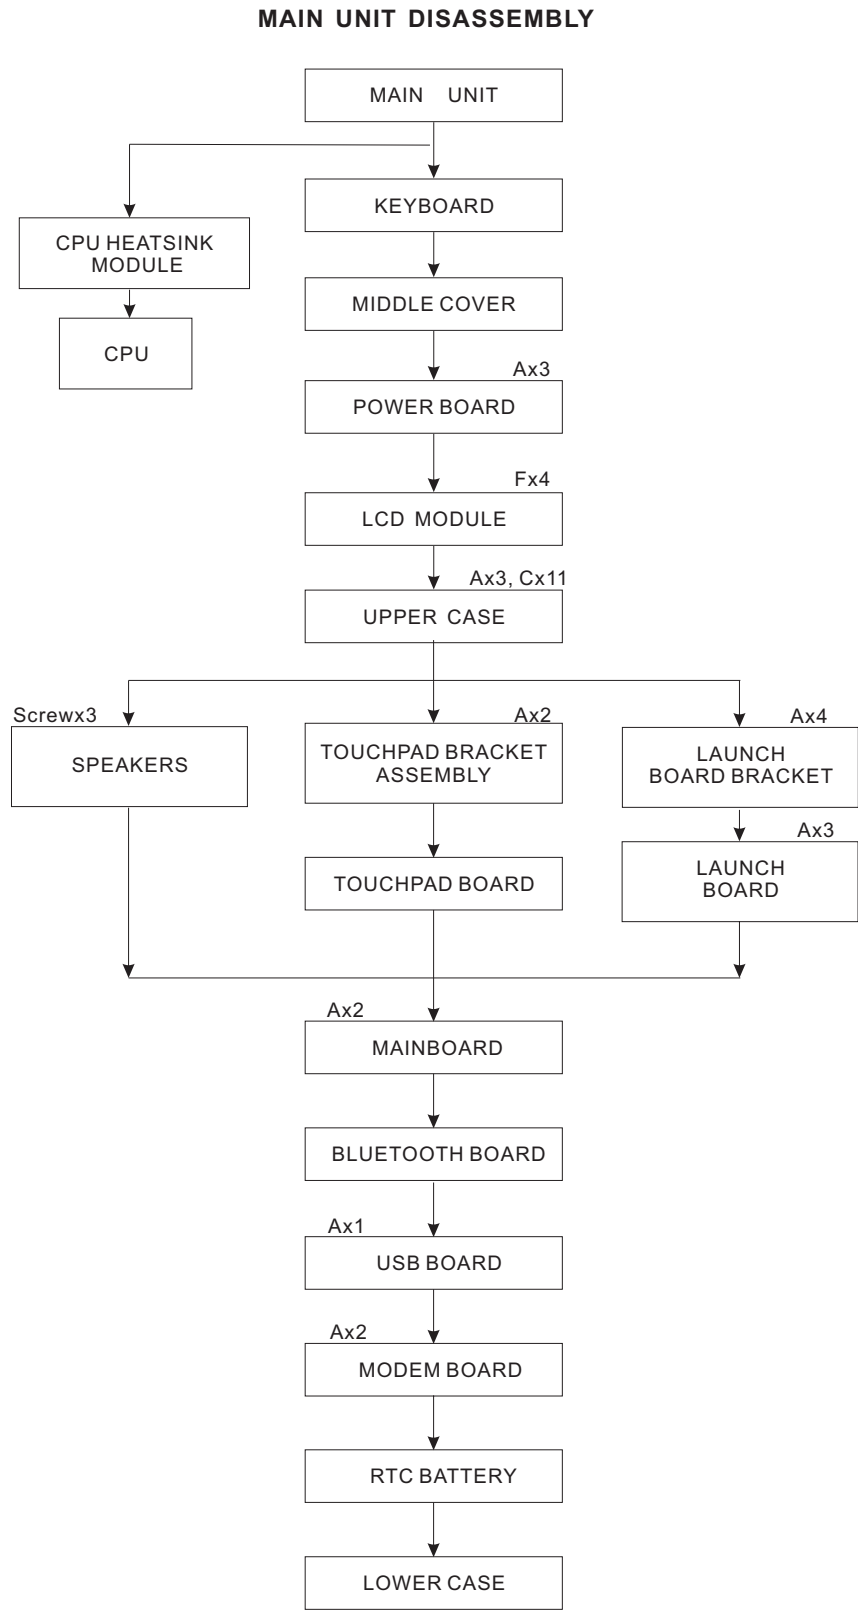 MAIN UNIT DISASSEMBLY
MAIN UNIT
KEYBOARD
CPU HEATSINK
MODULE
MIDDLE COVER
CPU
Ax3
POWER BOARD
Fx4
LCD MODULE
Ax3, Cx11
UPPER CASE
Screwx3
SPEAKERS
Ax2
TOUCHPAD BRACKET
ASSEMBLY
Ax4
LAUNCH
BOARD BRACKET
TOUCHPAD BOARD
Ax3
LAUNCH
BOARD
Ax2
MAINBOARD
BLUETOOTH BOARD
Ax1
USB BOARD
Ax2
MODEM BOARD
RTC BATTERY
LOWER CASE